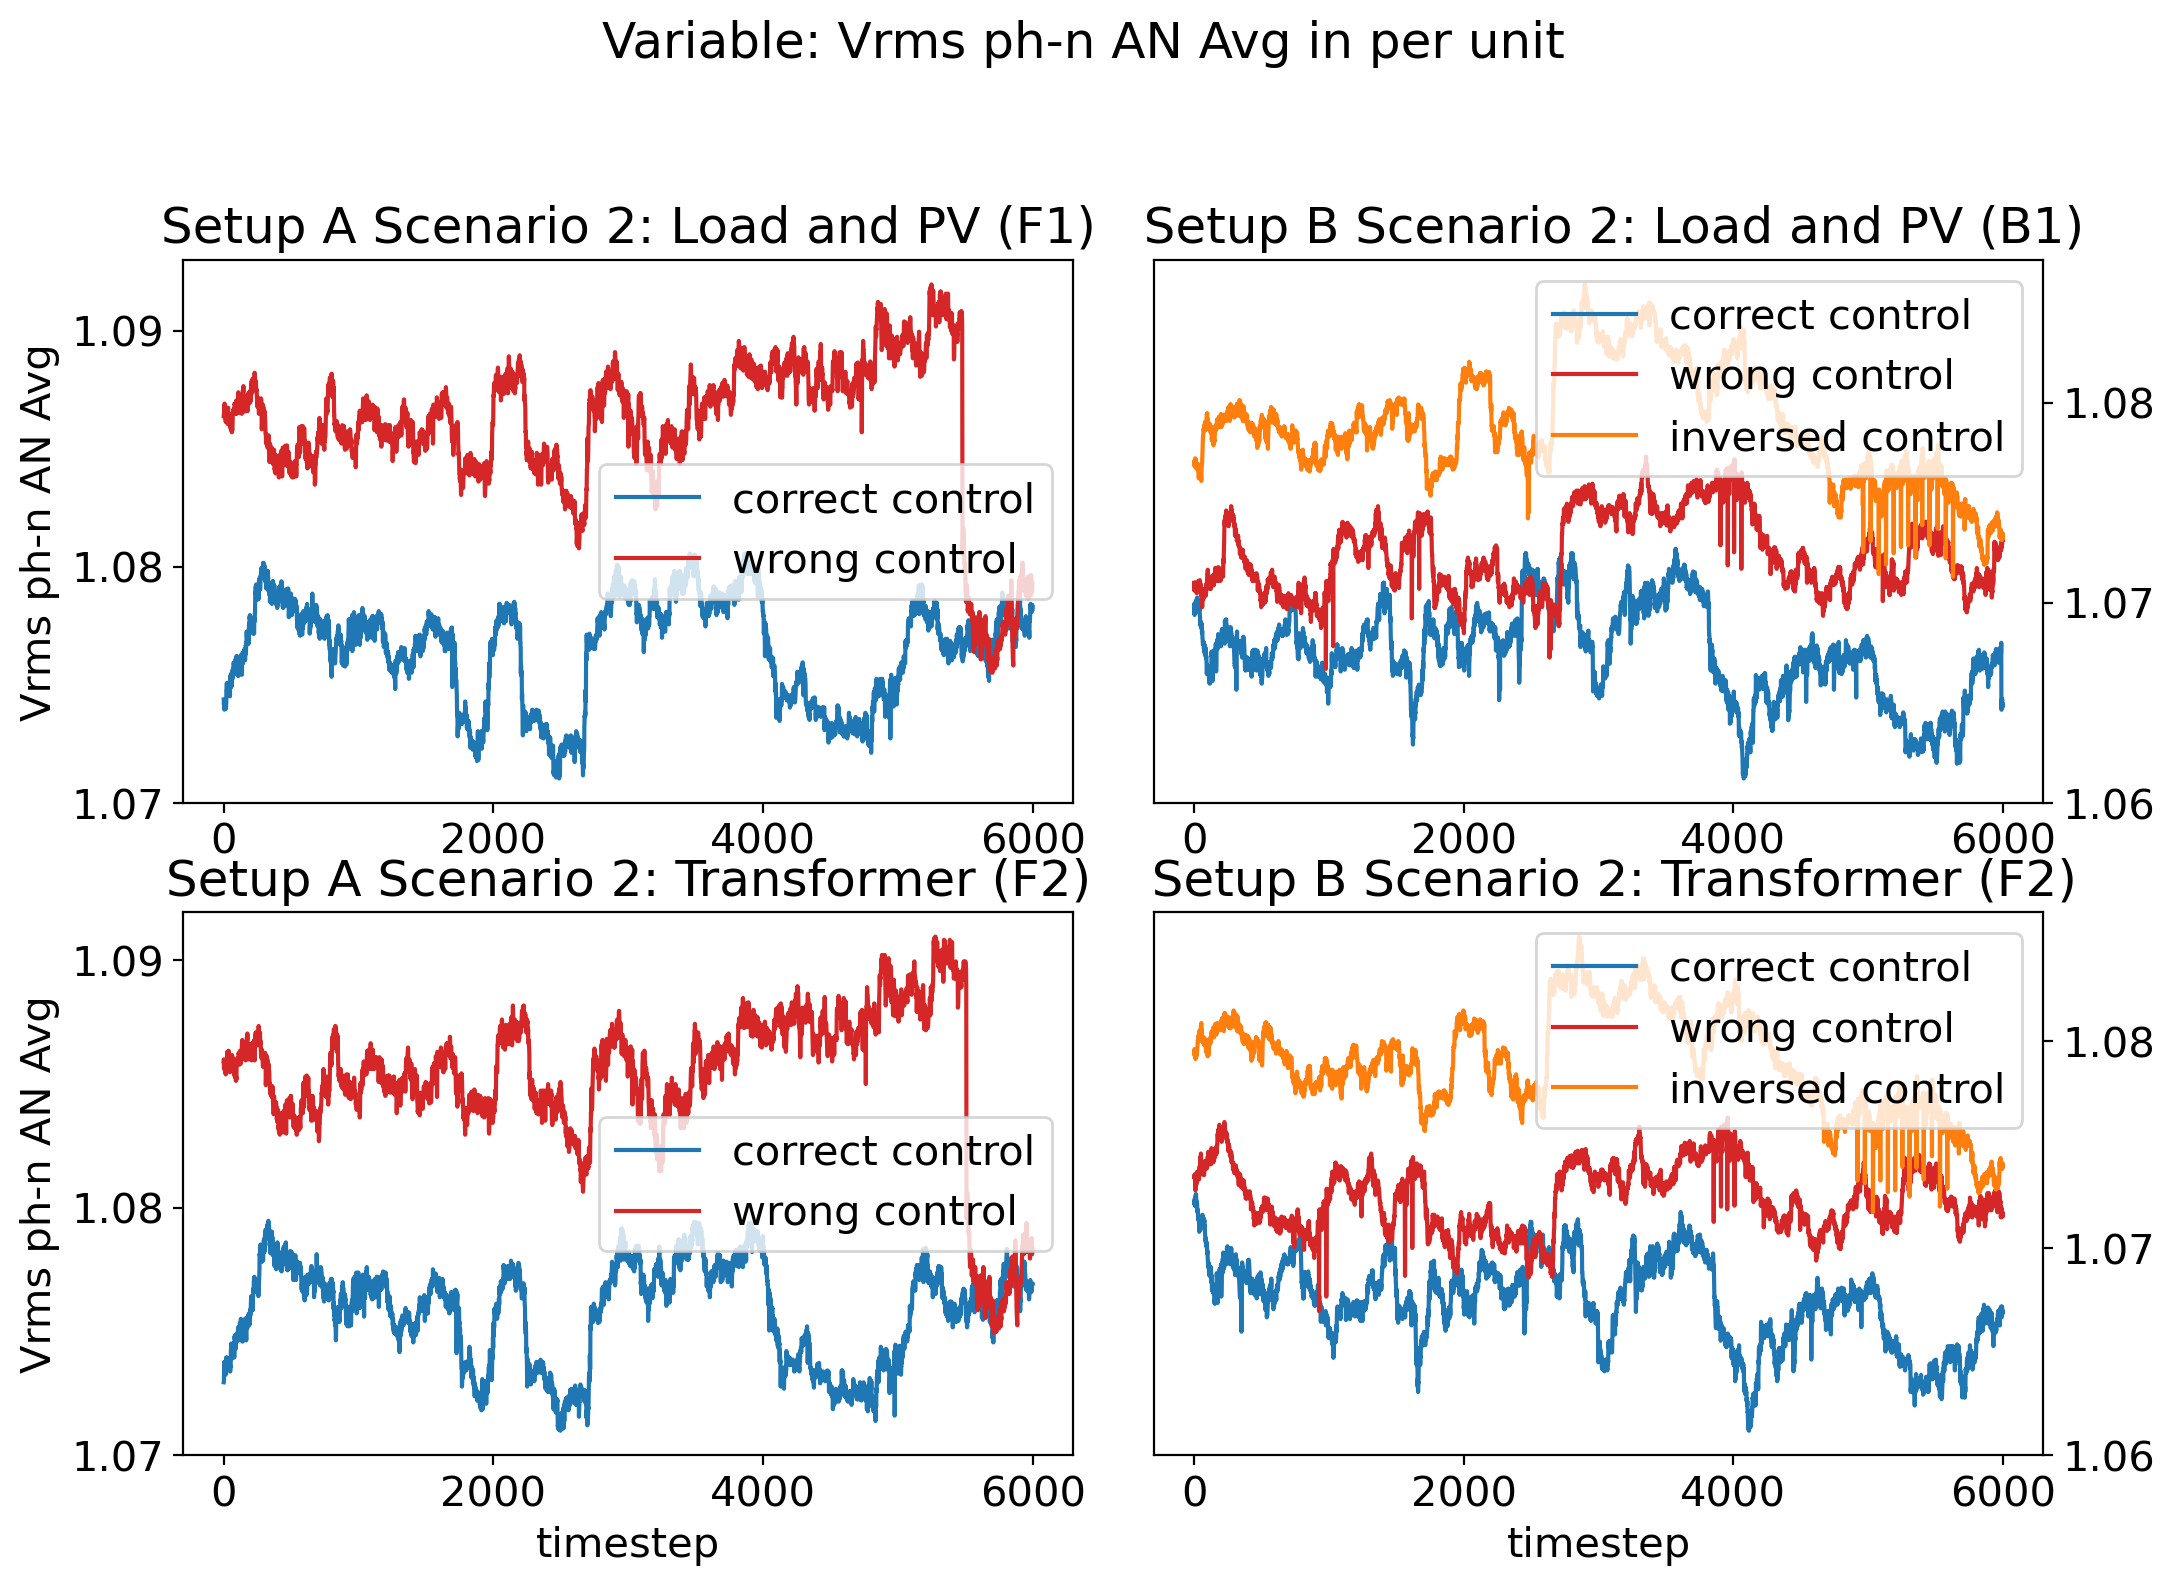 Variable: Vrms ph-n AN Avg in per unit
Setup A Scenario 2: Load and PV (F1)
Vrms ph-n AN Avg
1.09
1.08
1.07
correct control
wrong control
0 2000 4000 6000
Setup B Scenario 2: Load and PV (B1)
correct control
wrong control
inversed control
1.08
1.07
1.06
0 2000 4000 6000
Setup A Scenario 2: Transformer (F2)
Vrms ph-n AN Avg
1.09
1.08
1.07
correct control
wrong control
0 2000 4000 6000
timestep
Setup B Scenario 2: Transformer (F2)
correct control
wrong control
inversed control
1.08
1.07
1.06
0 2000 4000 6000
timestep